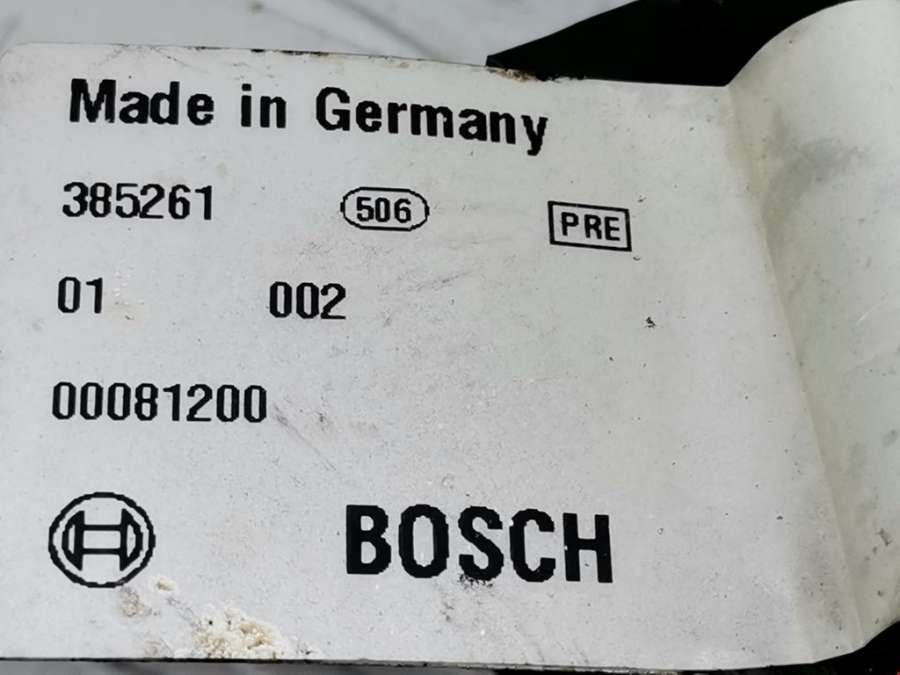 Made in Germany
385261 506 PRE
01 002
00081200
BOSCH